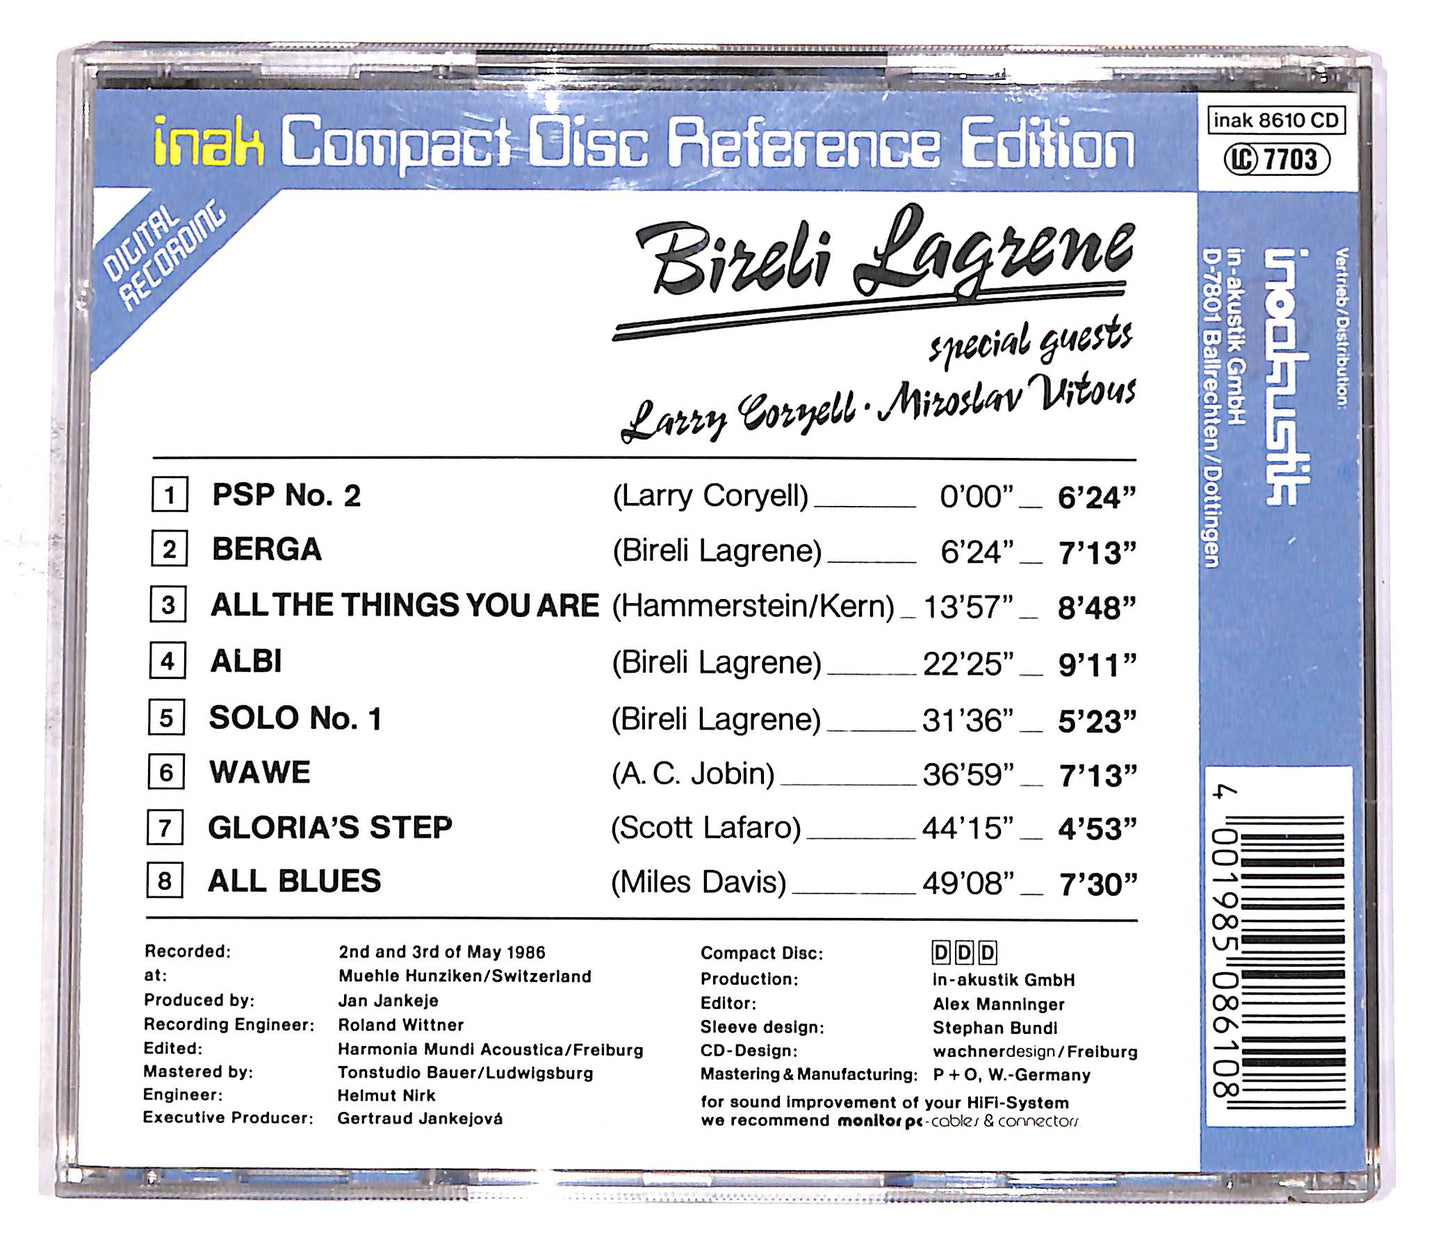 inak Compact Disc Reference Edition
inak 8610 CD
LC 7703
DIGITAL
RECORDING
Bireli Lagrene
special guests
Larry Coryell · Miroslav Vitous
1 PSP No. 2 (Larry Coryell) 0'00” 6'24”
2 BERGA (Bireli Lagrene) 6'24” 7'13”
3 ALL THE THINGS YOU ARE (Hammerstein/Kern) 13'57” 8'48”
4 ALBI (Bireli Lagrene) 22'25” 9'11”
5 SOLO No. 1 (Bireli Lagrene) 31'36” 5'23”
6 WAWE (A. C. Jobin) 36'59” 7'13”
7 GLORIA'S STEP (Scott Lafaro) 44'15” 4'53”
8 ALL BLUES (Miles Davis) 49'08” 7'30”
Recorded: 2nd and 3rd of May 1986
at: Muehle Hunziken/Switzerland
Produced by: Jan Jankeje
Recording Engineer: Roland Wittner
Edited: Harmonia Mundi Acoustica/Freiburg
Mastered by: Tonstudio Bauer/Ludwigsburg
Engineer: Helmut Nirk
Executive Producer: Gertraud Jankejová
Compact Disc: DDD
Production: in-akustik GmbH
Editor: Alex Manninger
Sleeve design: Stephan Bundi
CD-Design: wachnerdesign/Freiburg
Mastering & Manufacturing: P + O, W.-Germany
for sound improvement of your HiFi-System
we recommend monitor pc-cables & connectors
Vertrieb/Distribution:
inakustik
in-akustik GmbH
D-7801 Ballrechten/Dottingen
4 001985 086108